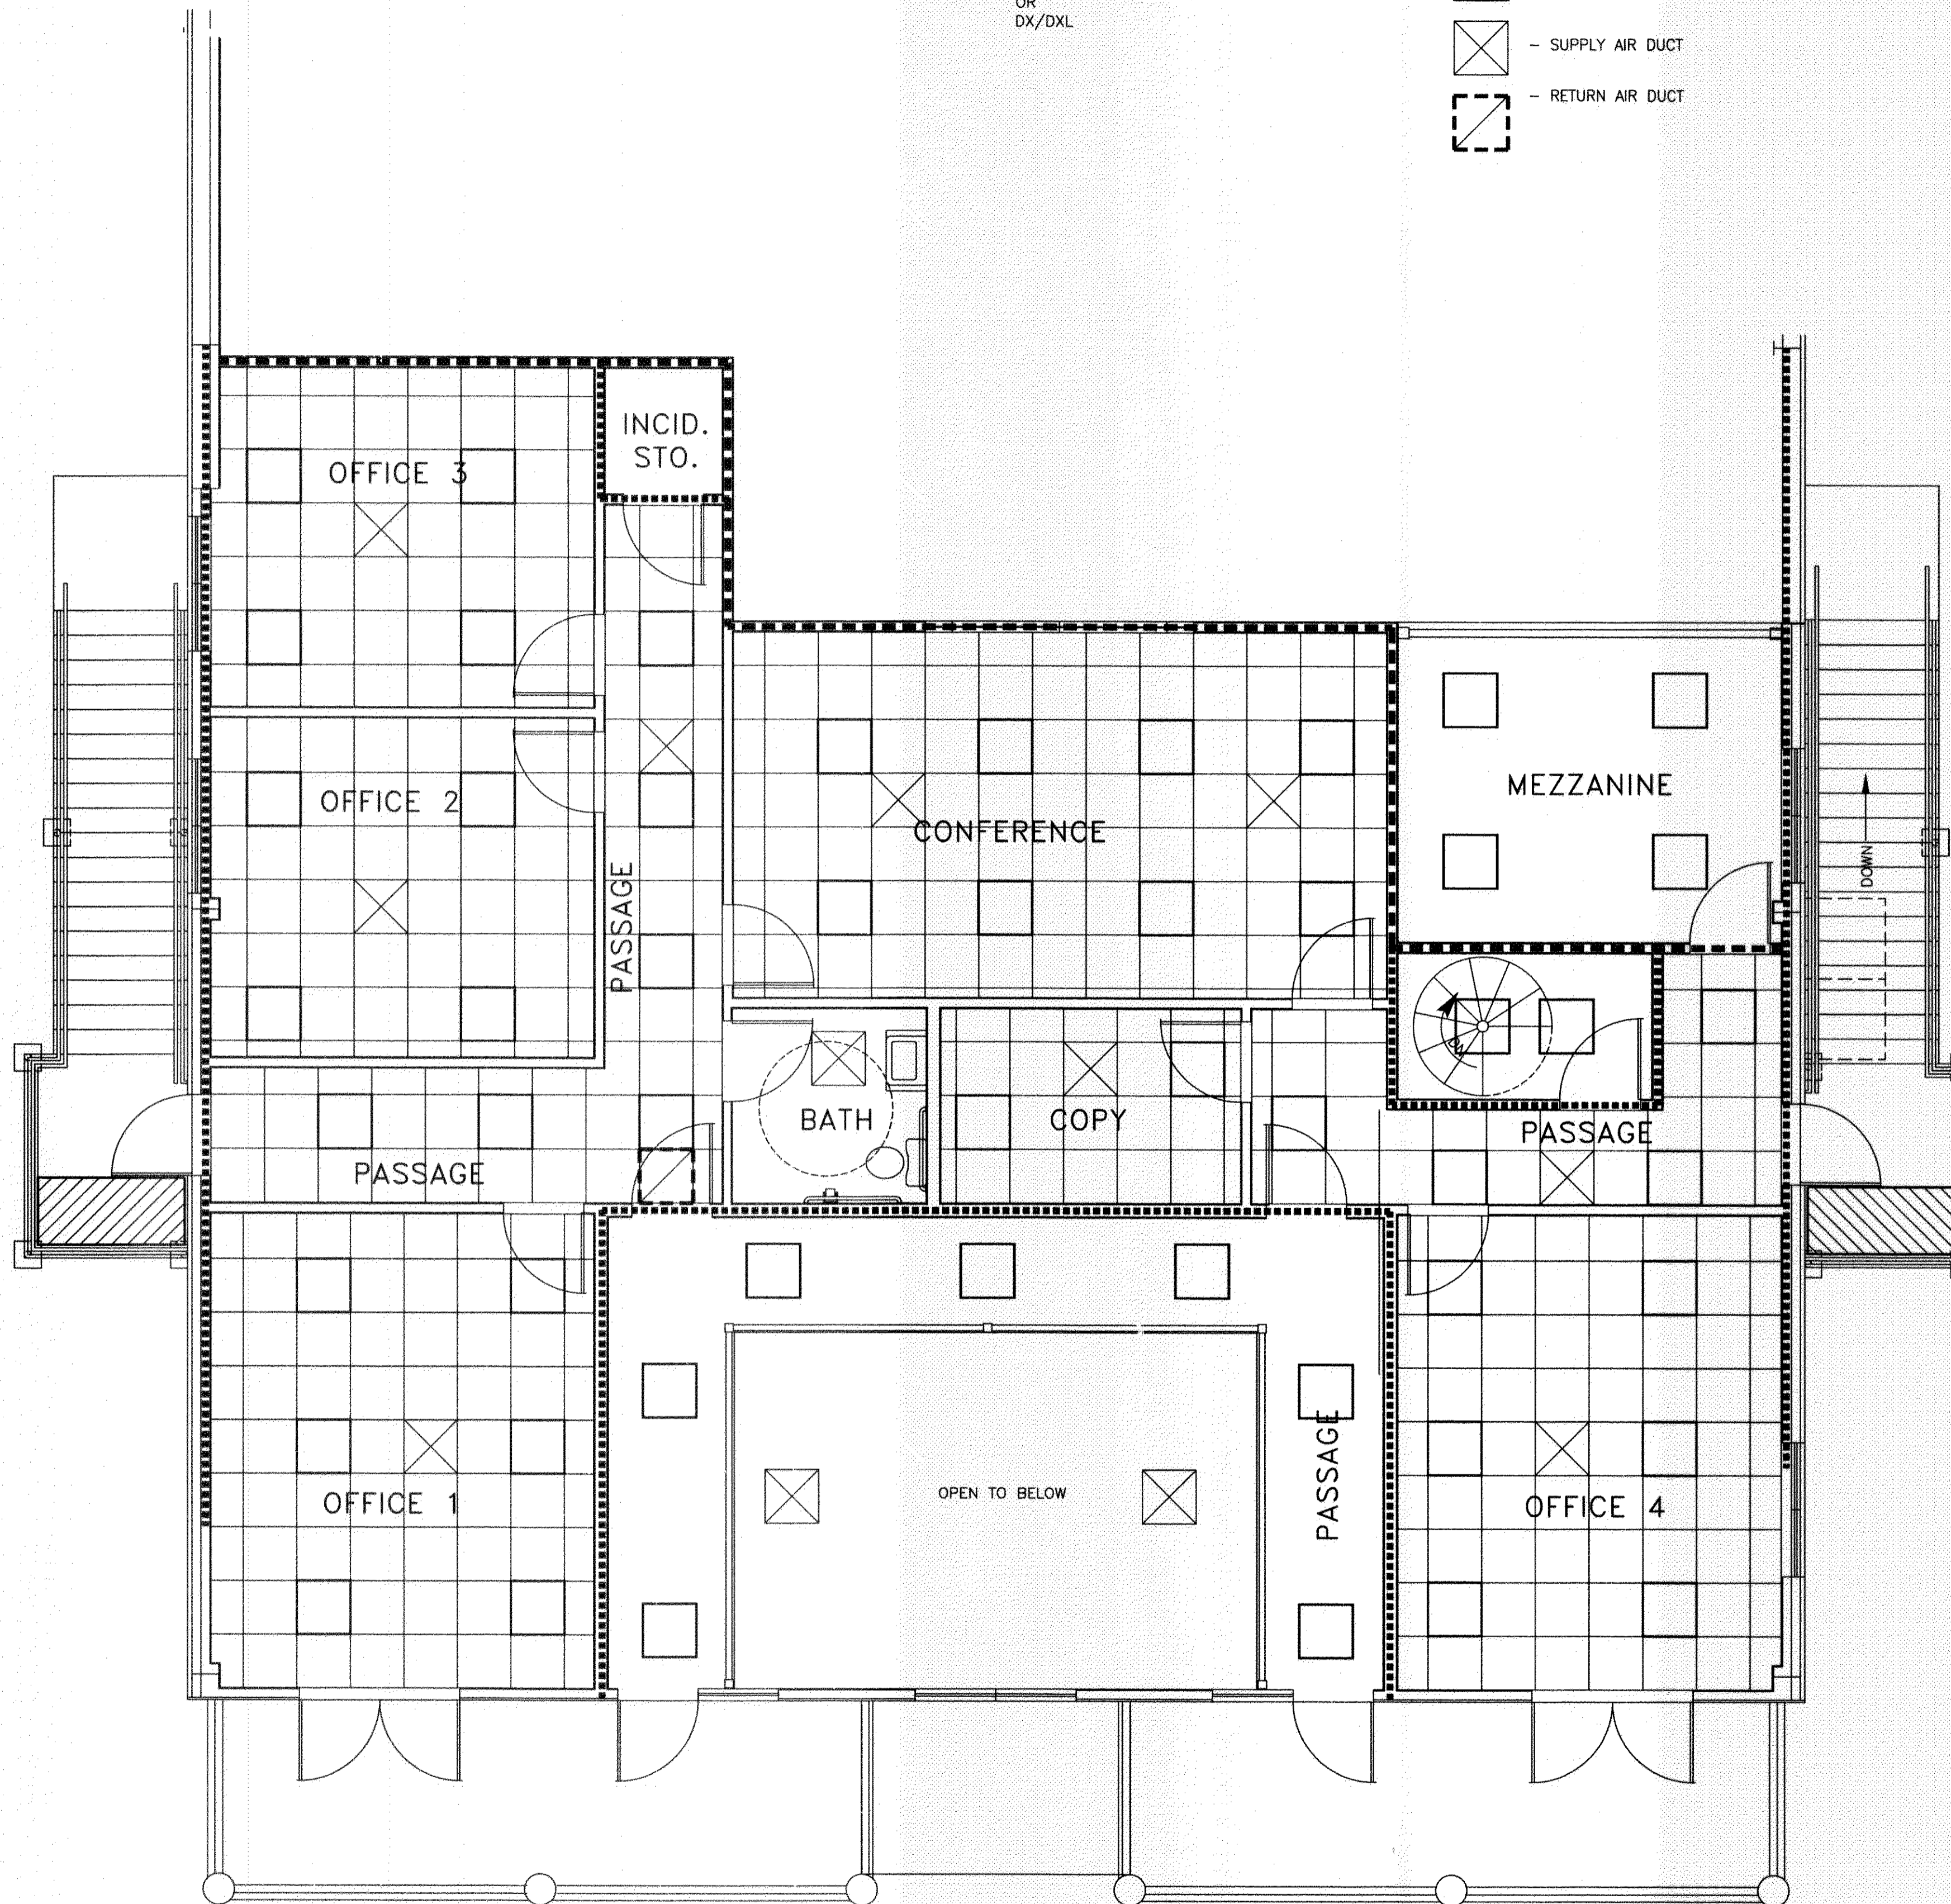 OR
DX/DXL
– SUPPLY AIR DUCT
– RETURN AIR DUCT
INCID.
STO.
OFFICE 3
OFFICE 2
PASSAGE
CONFERENCE
MEZZANINE
DOWN
DN
BATH
COPY
PASSAGE
PASSAGE
OFFICE 1
OPEN TO BELOW
PASSAGE
OFFICE 4